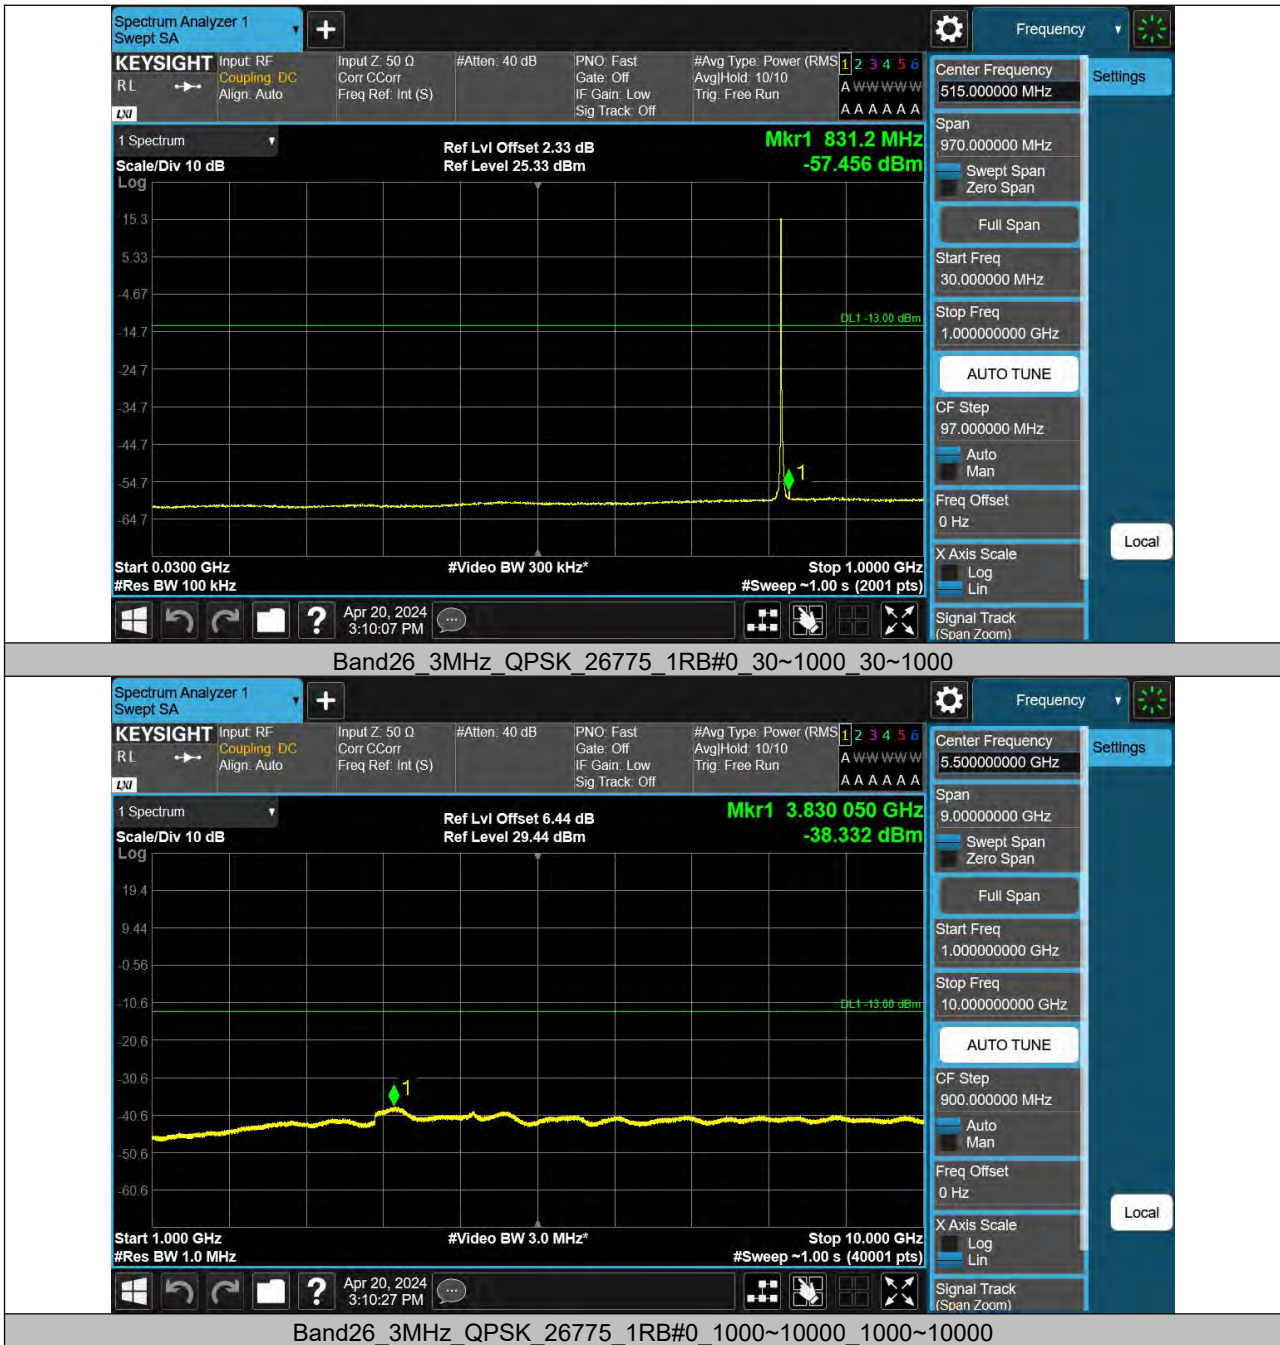 Spectrum Analyzer 1
Swept SA
+
Frequency
KEYSIGHT
RL
LXI
Input: RF
Coupling: DC
Align: Auto
Input Z: 50 Ω
Corr CCorr
Freq Ref: Int (S)
#Atten: 40 dB
PNO: Fast
Gate: Off
IF Gain: Low
Sig Track: Off
#Avg Type: Power (RMS
Avg|Hold: 10/10
Trig: Free Run
1 2 3 4 5 6
A W W W W W
A A A A A A
Center Frequency
515.000000 MHz
Settings
Span
970.000000 MHz
Swept Span
Zero Span
Full Span
Start Freq
30.000000 MHz
Stop Freq
1.000000000 GHz
AUTO TUNE
CF Step
97.000000 MHz
Auto
Man
Freq Offset
0 Hz
X Axis Scale
Log
Lin
Signal Track
(Span Zoom)
Local
1 Spectrum
Scale/Div 10 dB
Log
Ref Lvl Offset 2.33 dB
Ref Level 25.33 dBm
Mkr1 831.2 MHz
-57.456 dBm
15.3
5.33
-4.67
DL1 -13.00 dBm
-14.7
-24.7
-34.7
-44.7
-54.7
1
-64.7
Start 0.0300 GHz
#Res BW 100 kHz
#Video BW 300 kHz*
Stop 1.0000 GHz
#Sweep ~1.00 s (2001 pts)
?
Apr 20, 2024
3:10:07 PM
Band26_3MHz_QPSK_26775_1RB#0_30~1000_30~1000
Spectrum Analyzer 1
Swept SA
+
Frequency
KEYSIGHT
RL
LXI
Input: RF
Coupling: DC
Align: Auto
Input Z: 50 Ω
Corr CCorr
Freq Ref: Int (S)
#Atten: 40 dB
PNO: Fast
Gate: Off
IF Gain: Low
Sig Track: Off
#Avg Type: Power (RMS
Avg|Hold: 10/10
Trig: Free Run
1 2 3 4 5 6
A W W W W W
A A A A A A
Center Frequency
5.500000000 GHz
Settings
Span
9.00000000 GHz
Swept Span
Zero Span
Full Span
Start Freq
1.000000000 GHz
Stop Freq
10.000000000 GHz
AUTO TUNE
CF Step
900.000000 MHz
Auto
Man
Freq Offset
0 Hz
X Axis Scale
Log
Lin
Signal Track
(Span Zoom)
Local
1 Spectrum
Scale/Div 10 dB
Log
Ref Lvl Offset 6.44 dB
Ref Level 29.44 dBm
Mkr1 3.830 050 GHz
-38.332 dBm
19.4
9.44
-0.56
-10.6
DL1 -13.00 dBm
-20.6
-30.6
1
-40.6
-50.6
-60.6
Start 1.000 GHz
#Res BW 1.0 MHz
#Video BW 3.0 MHz*
Stop 10.000 GHz
#Sweep ~1.00 s (40001 pts)
?
Apr 20, 2024
3:10:27 PM
Band26_3MHz_QPSK_26775_1RB#0_1000~10000_1000~10000